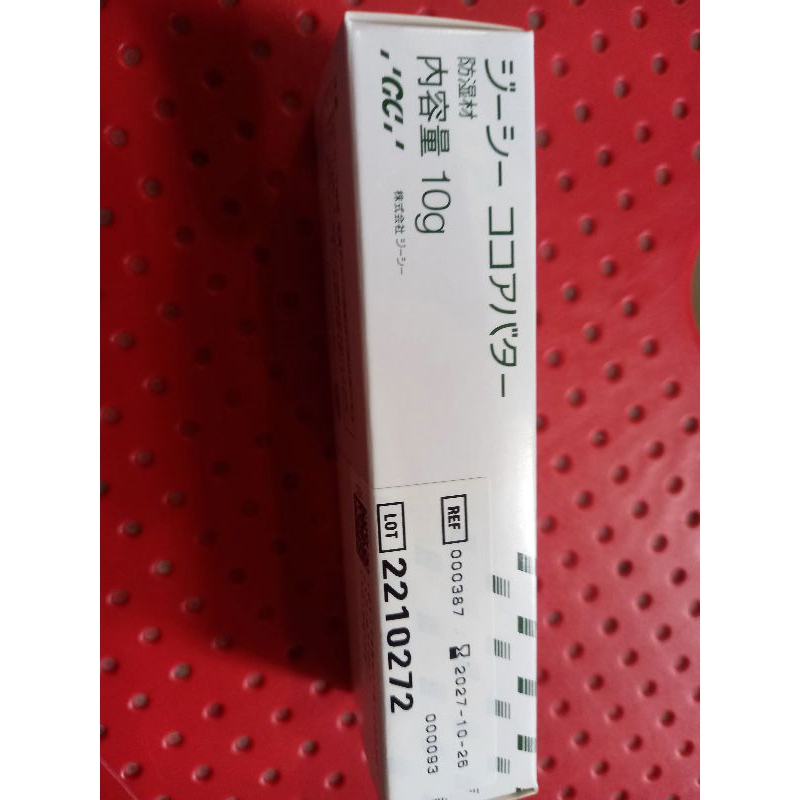 ジーシー ココアバター
防湿材
内容量 10g
'GC,'
株式会社 ジーシー
REF 000387
2027-10-26
LOT 2210272
000093